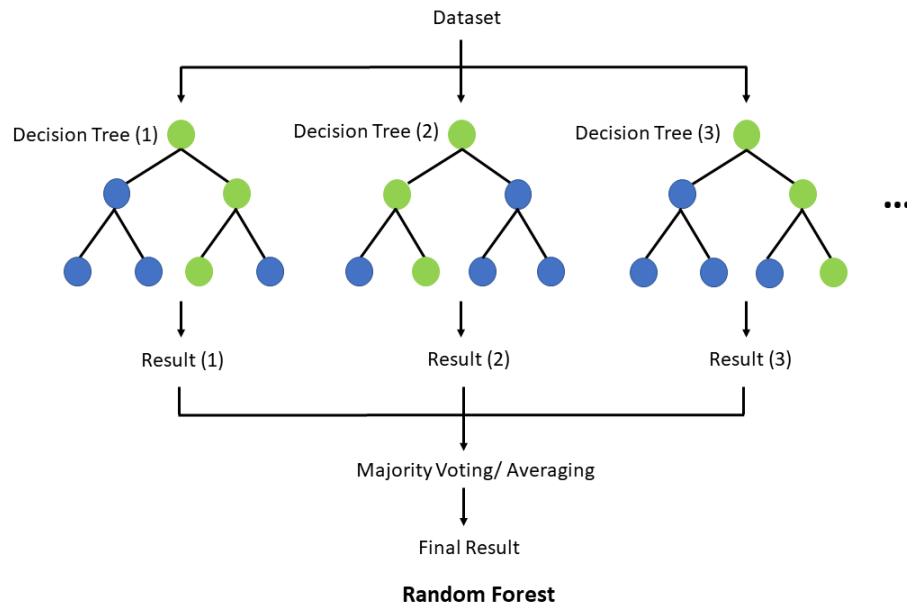 Dataset
Decision Tree (1)
Decision Tree (2)
Decision Tree (3)
...
Result (1)
Result (2)
Result (3)
Majority Voting/ Averaging
Final Result
Random Forest